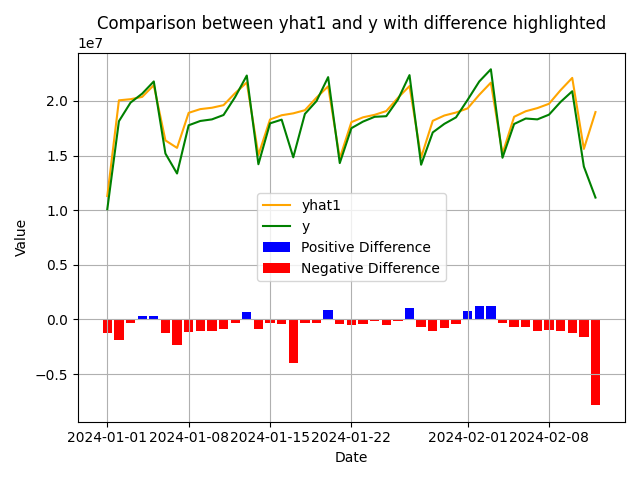 Comparison between yhat1 and y with difference highlighted
1e7
2.0
1.5
1.0
0.5
0.0
−0.5
Value
yhat1
y
Positive Difference
Negative Difference
2024-01-01 2024-01-08 2024-01-15 2024-01-22 2024-02-01 2024-02-08
Date